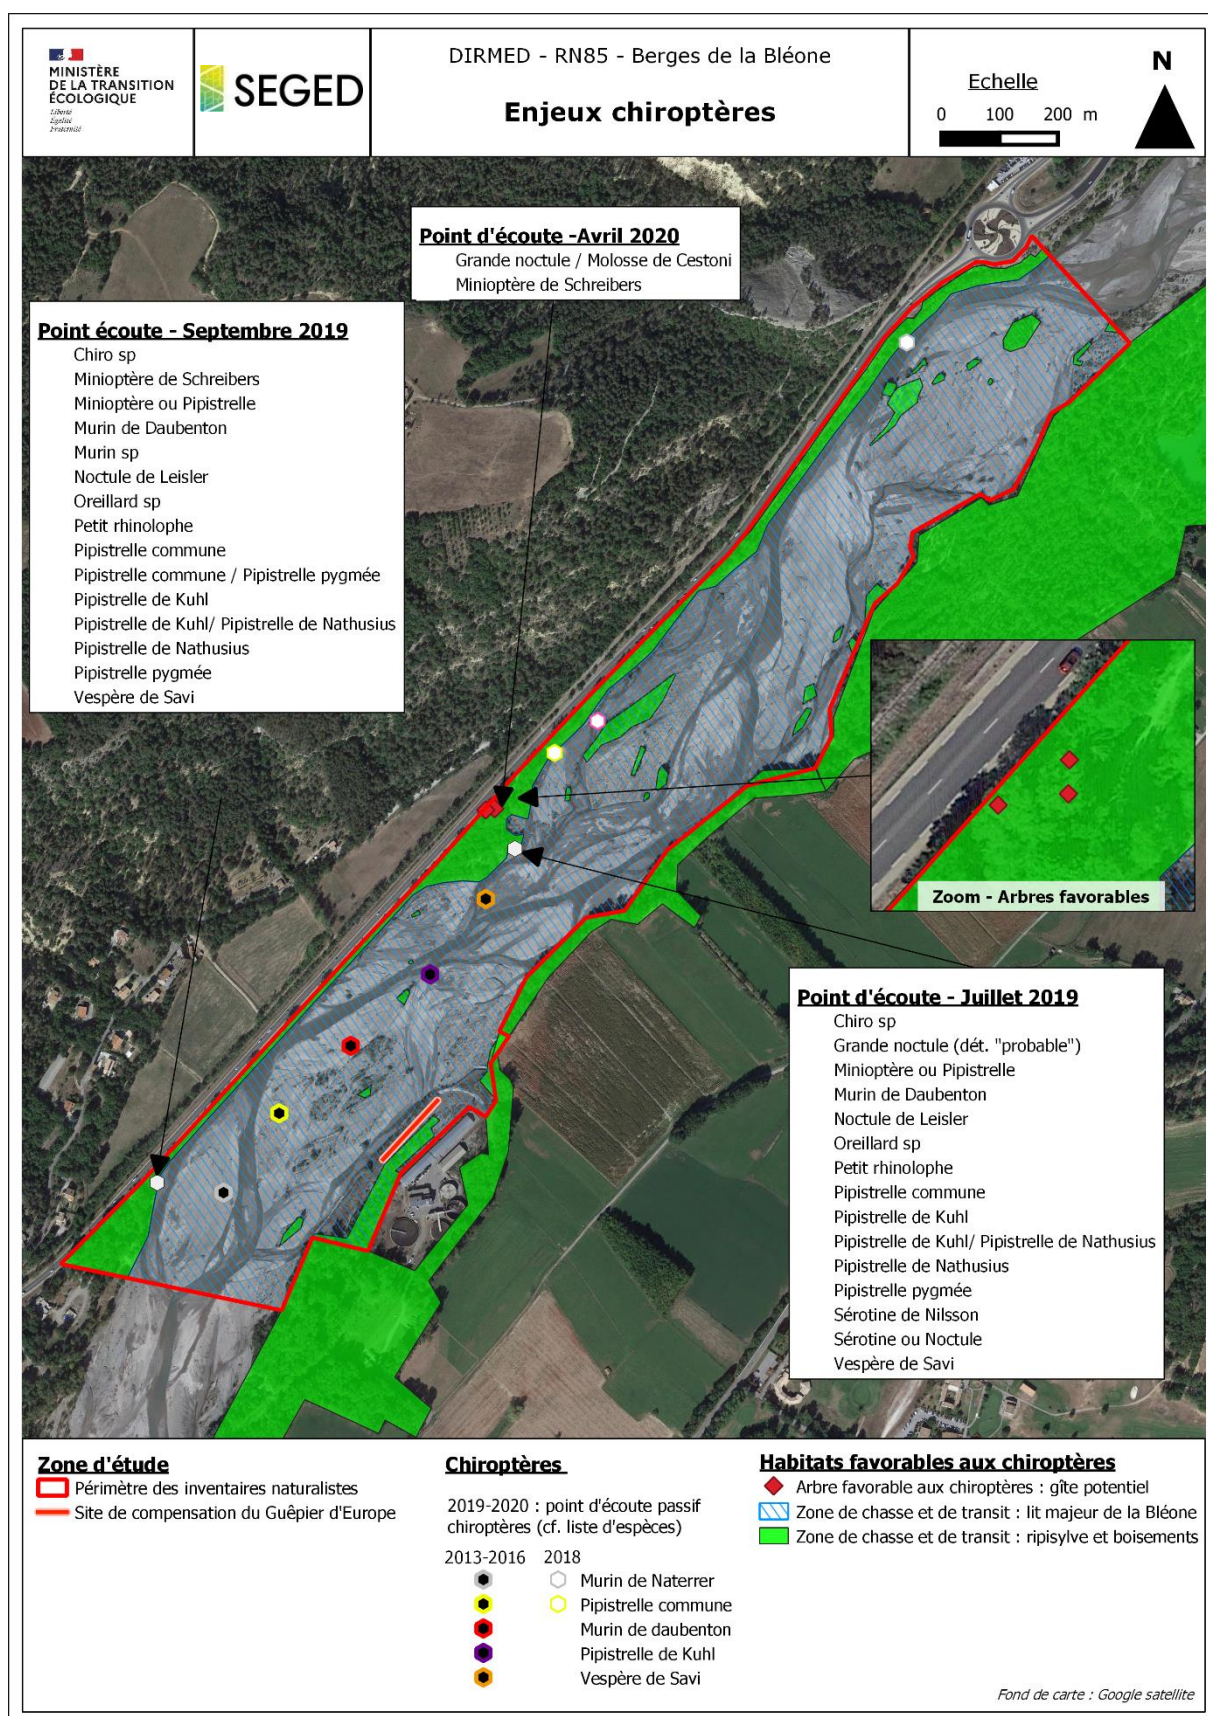 MINISTÈRE
DE LA TRANSITION
ÉCOLOGIQUE
Liberté
Égalité
Fraternité
SEGED
DIRMED - RN85 - Berges de la Bléone
Enjeux chiroptères
Echelle
0 100 200 m
N
Point d'écoute -Avril 2020
Grande noctule / Molosse de Cestoni
Minioptère de Schreibers
Point écoute - Septembre 2019
Chiro sp
Minioptère de Schreibers
Minioptère ou Pipistrelle
Murin de Daubenton
Murin sp
Noctule de Leisler
Oreillard sp
Petit rhinolophe
Pipistrelle commune
Pipistrelle commune / Pipistrelle pygmée
Pipistrelle de Kuhl
Pipistrelle de Kuhl/ Pipistrelle de Nathusius
Pipistrelle de Nathusius
Pipistrelle pygmée
Vespère de Savi
Zoom - Arbres favorables
Point d'écoute - Juillet 2019
Chiro sp
Grande noctule (dét. "probable")
Minioptère ou Pipistrelle
Murin de Daubenton
Noctule de Leisler
Oreillard sp
Petit rhinolophe
Pipistrelle commune
Pipistrelle de Kuhl
Pipistrelle de Kuhl/ Pipistrelle de Nathusius
Pipistrelle de Nathusius
Pipistrelle pygmée
Sérotine de Nilsson
Sérotine ou Noctule
Vespère de Savi
Zone d'étude
Périmètre des inventaires naturalistes
Site de compensation du Guêpier d'Europe
Chiroptères
2019-2020 : point d'écoute passif
chiroptères (cf. liste d'espèces)
2013-2016 2018
Murin de Naterrer
Pipistrelle commune
Murin de daubenton
Pipistrelle de Kuhl
Vespère de Savi
Habitats favorables aux chiroptères
Arbre favorable aux chiroptères : gîte potentiel
Zone de chasse et de transit : lit majeur de la Bléone
Zone de chasse et de transit : ripisylve et boisements
Fond de carte : Google satellite